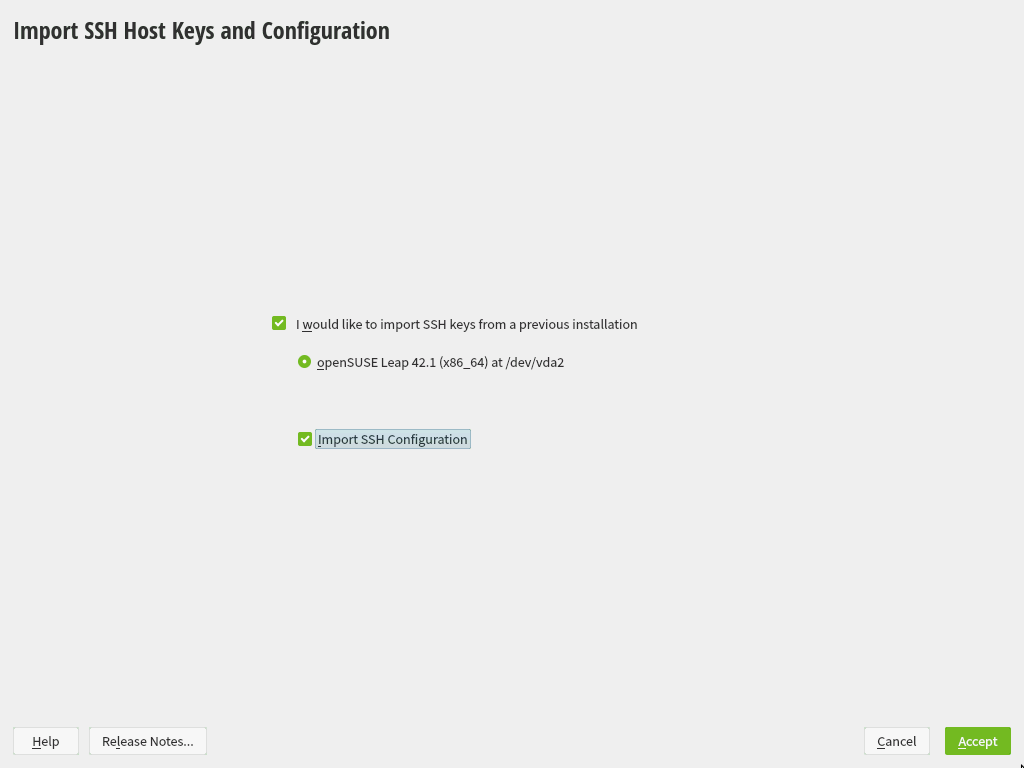 Import SSH Host Keys and Configuration
I would like to import SSH keys from a previous installation
openSUSE Leap 42.1 (x86_64) at /dev/vda2
Import SSH Configuration
Help
Release Notes...
Cancel
Accept